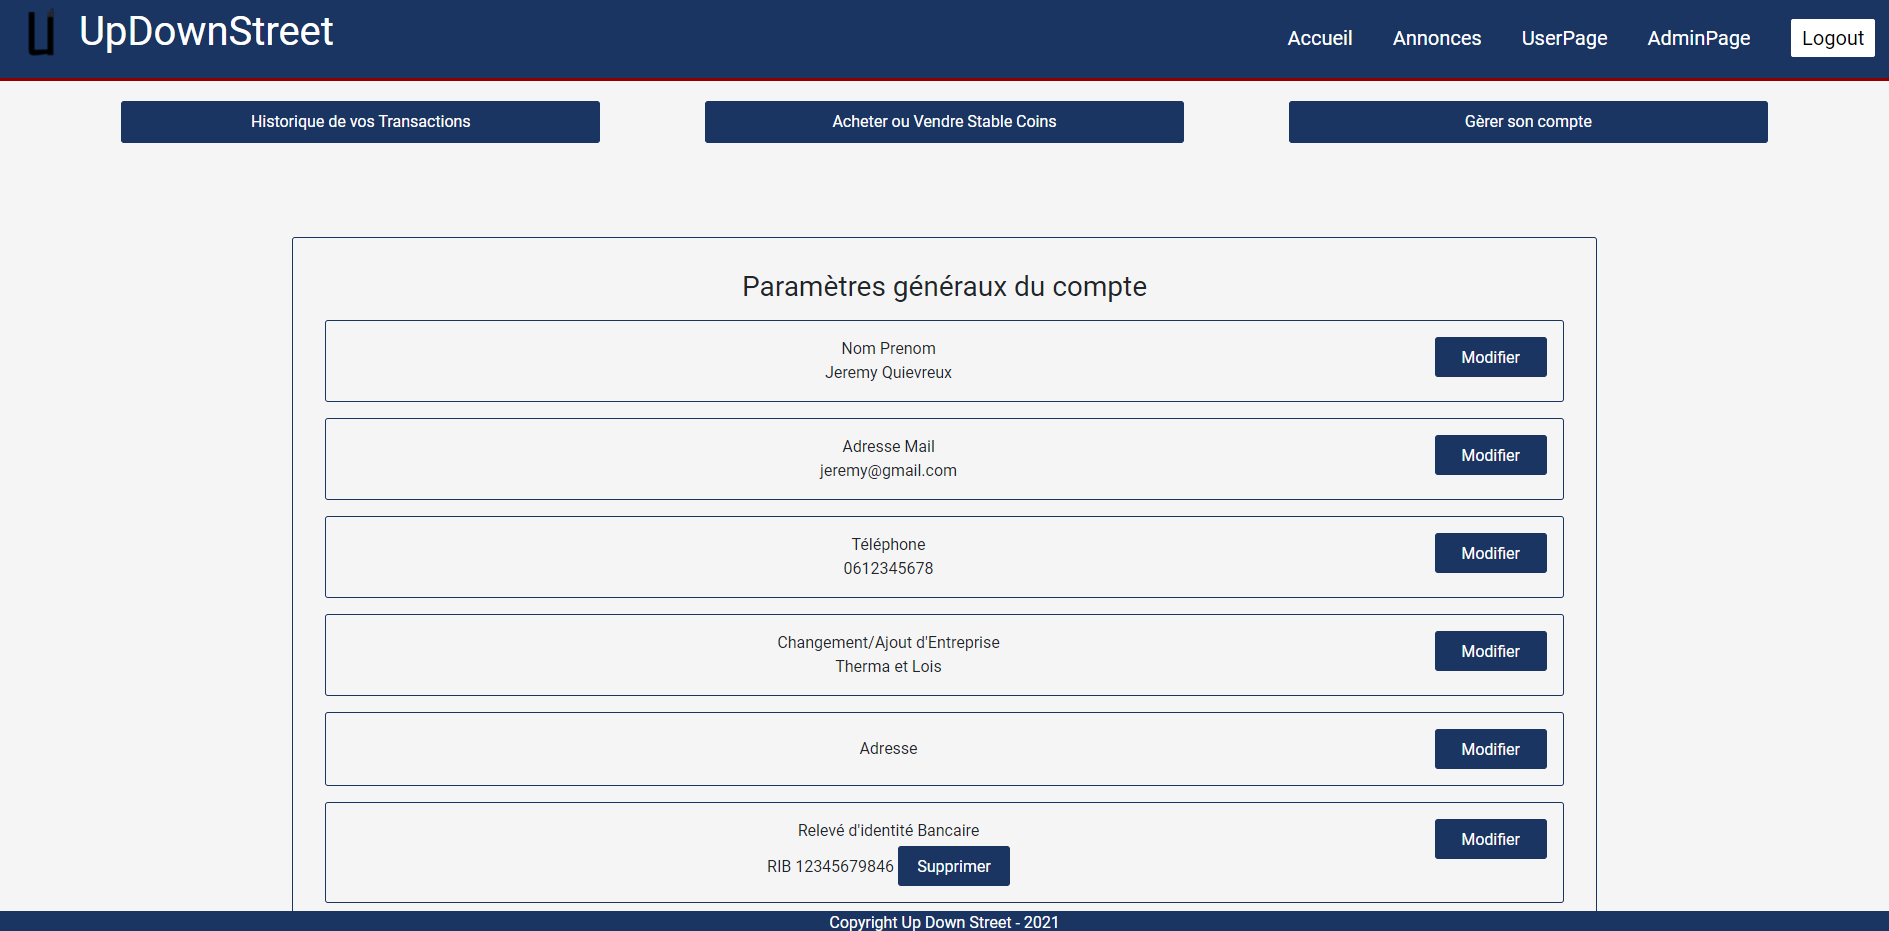 UpDownStreet
Accueil Annonces UserPage AdminPage Logout
Historique de vos Transactions Acheter ou Vendre Stable Coins Gèrer son compte
Paramètres généraux du compte
Nom Prenom
Jeremy Quievreux
Modifier
Adresse Mail
jeremy@gmail.com
Modifier
Téléphone
0612345678
Modifier
Changement/Ajout d'Entreprise
Therma et Lois
Modifier
Adresse
Modifier
Relevé d'identité Bancaire
RIB 12345679846 Supprimer
Modifier
Copyright Up Down Street - 2021